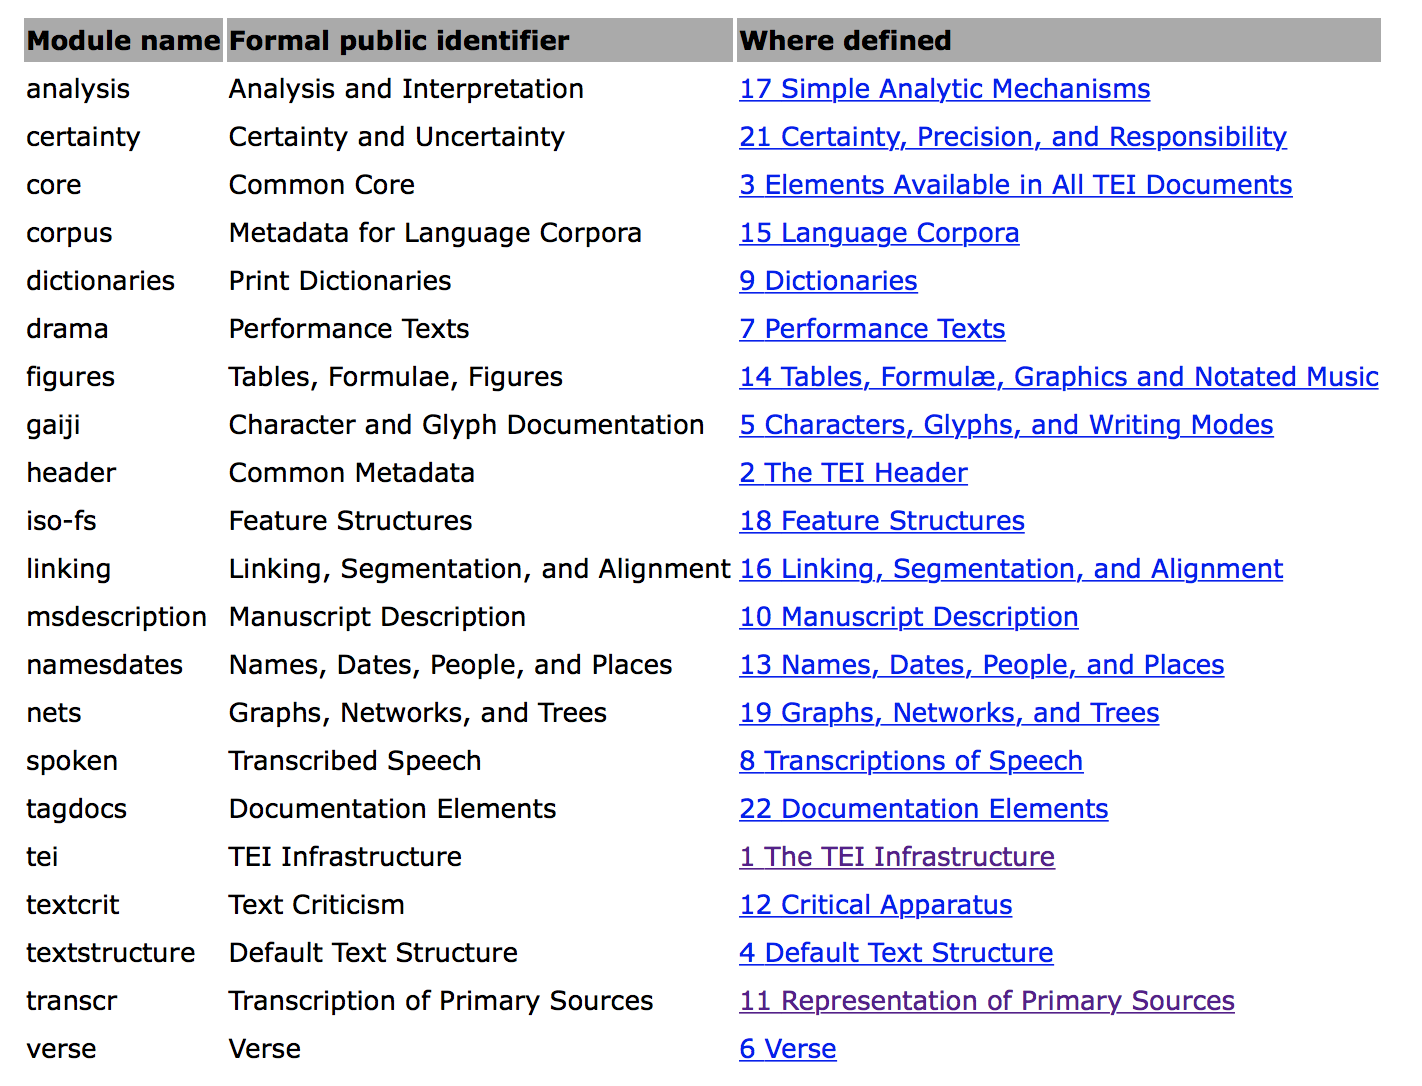 Module name Formal public identifier Where defined
analysis Analysis and Interpretation 17 Simple Analytic Mechanisms
certainty Certainty and Uncertainty 21 Certainty, Precision, and Responsibility
core Common Core 3 Elements Available in All TEI Documents
corpus Metadata for Language Corpora 15 Language Corpora
dictionaries Print Dictionaries 9 Dictionaries
drama Performance Texts 7 Performance Texts
figures Tables, Formulae, Figures 14 Tables, Formulæ, Graphics and Notated Music
gaiji Character and Glyph Documentation 5 Characters, Glyphs, and Writing Modes
header Common Metadata 2 The TEI Header
iso-fs Feature Structures 18 Feature Structures
linking Linking, Segmentation, and Alignment 16 Linking, Segmentation, and Alignment
msdescription Manuscript Description 10 Manuscript Description
namesdates Names, Dates, People, and Places 13 Names, Dates, People, and Places
nets Graphs, Networks, and Trees 19 Graphs, Networks, and Trees
spoken Transcribed Speech 8 Transcriptions of Speech
tagdocs Documentation Elements 22 Documentation Elements
tei TEI Infrastructure 1 The TEI Infrastructure
textcrit Text Criticism 12 Critical Apparatus
textstructure Default Text Structure 4 Default Text Structure
transcr Transcription of Primary Sources 11 Representation of Primary Sources
verse Verse 6 Verse